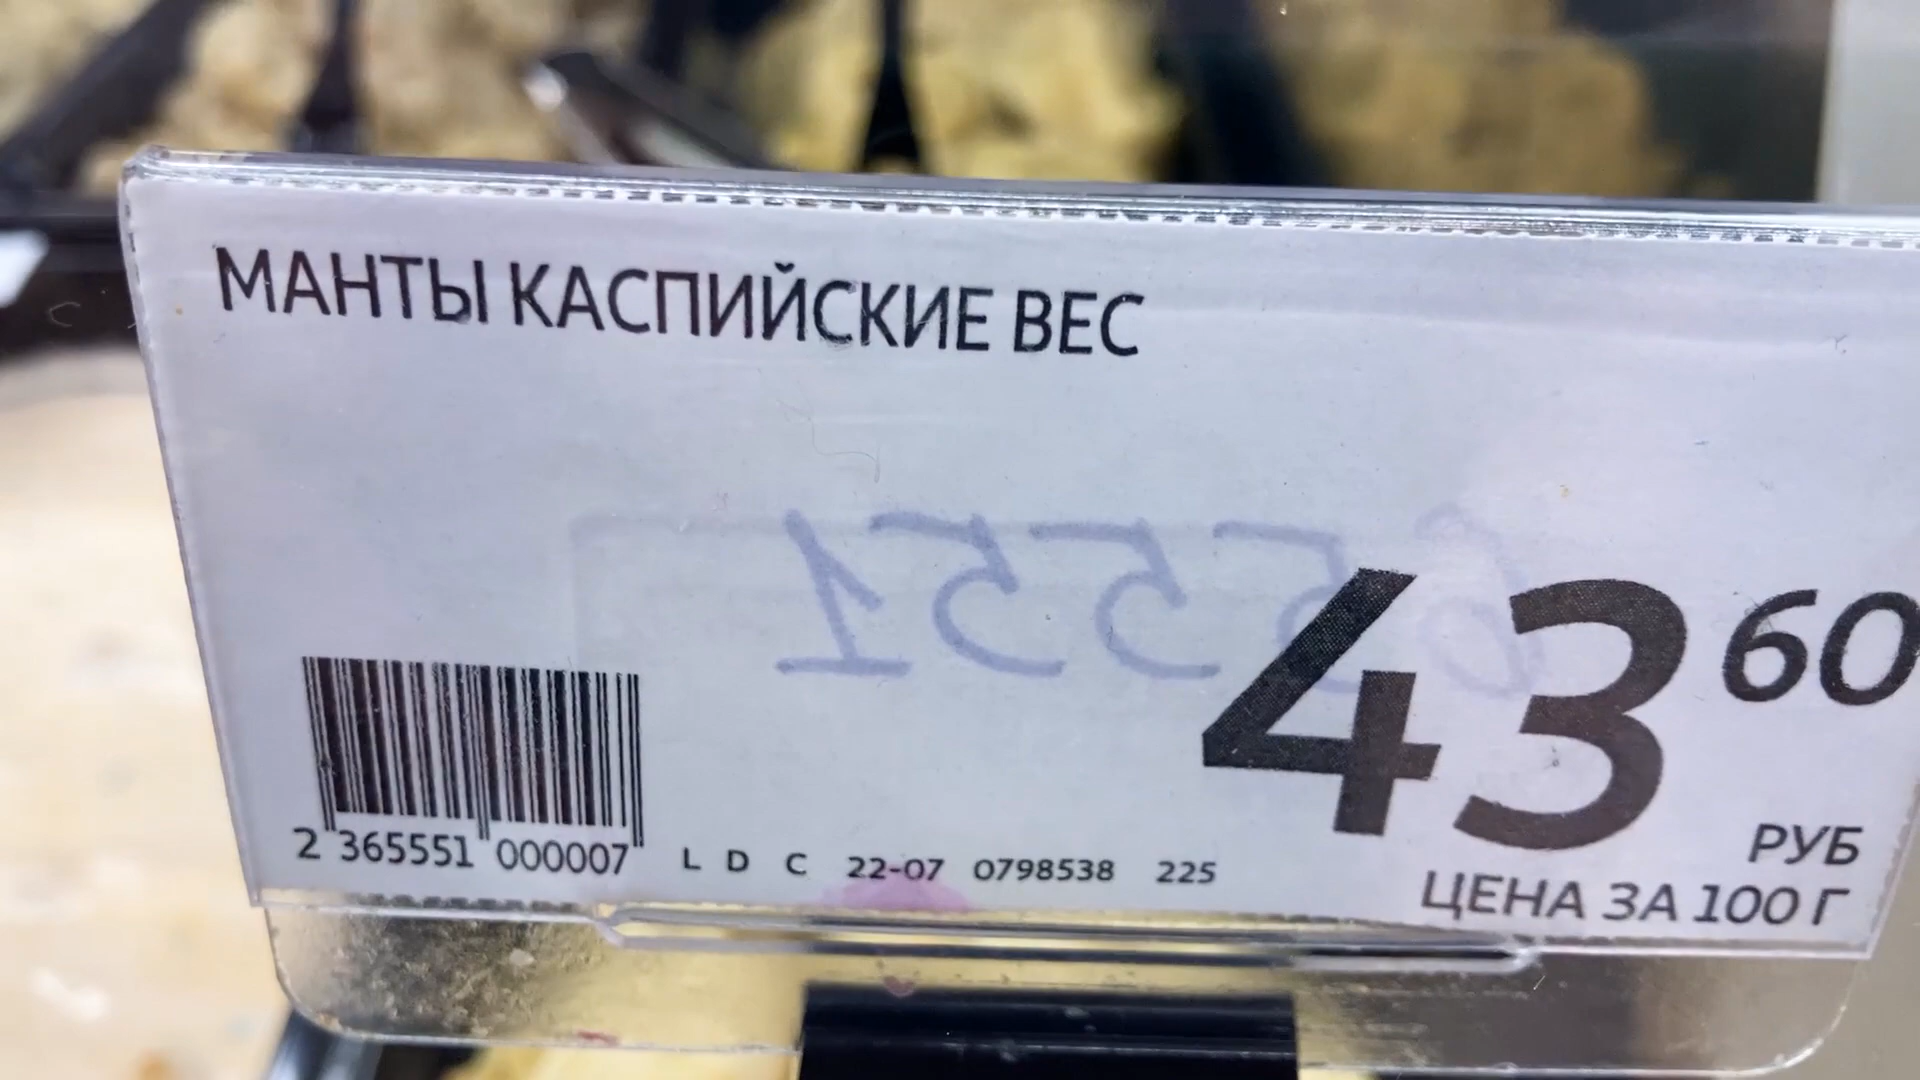 МАНТЫ КАСПИЙСКИЕ ВЕС
43 60
РУБ
ЦЕНА ЗА 100 Г
2 365551 000007
L D C 22-07 0798538 225